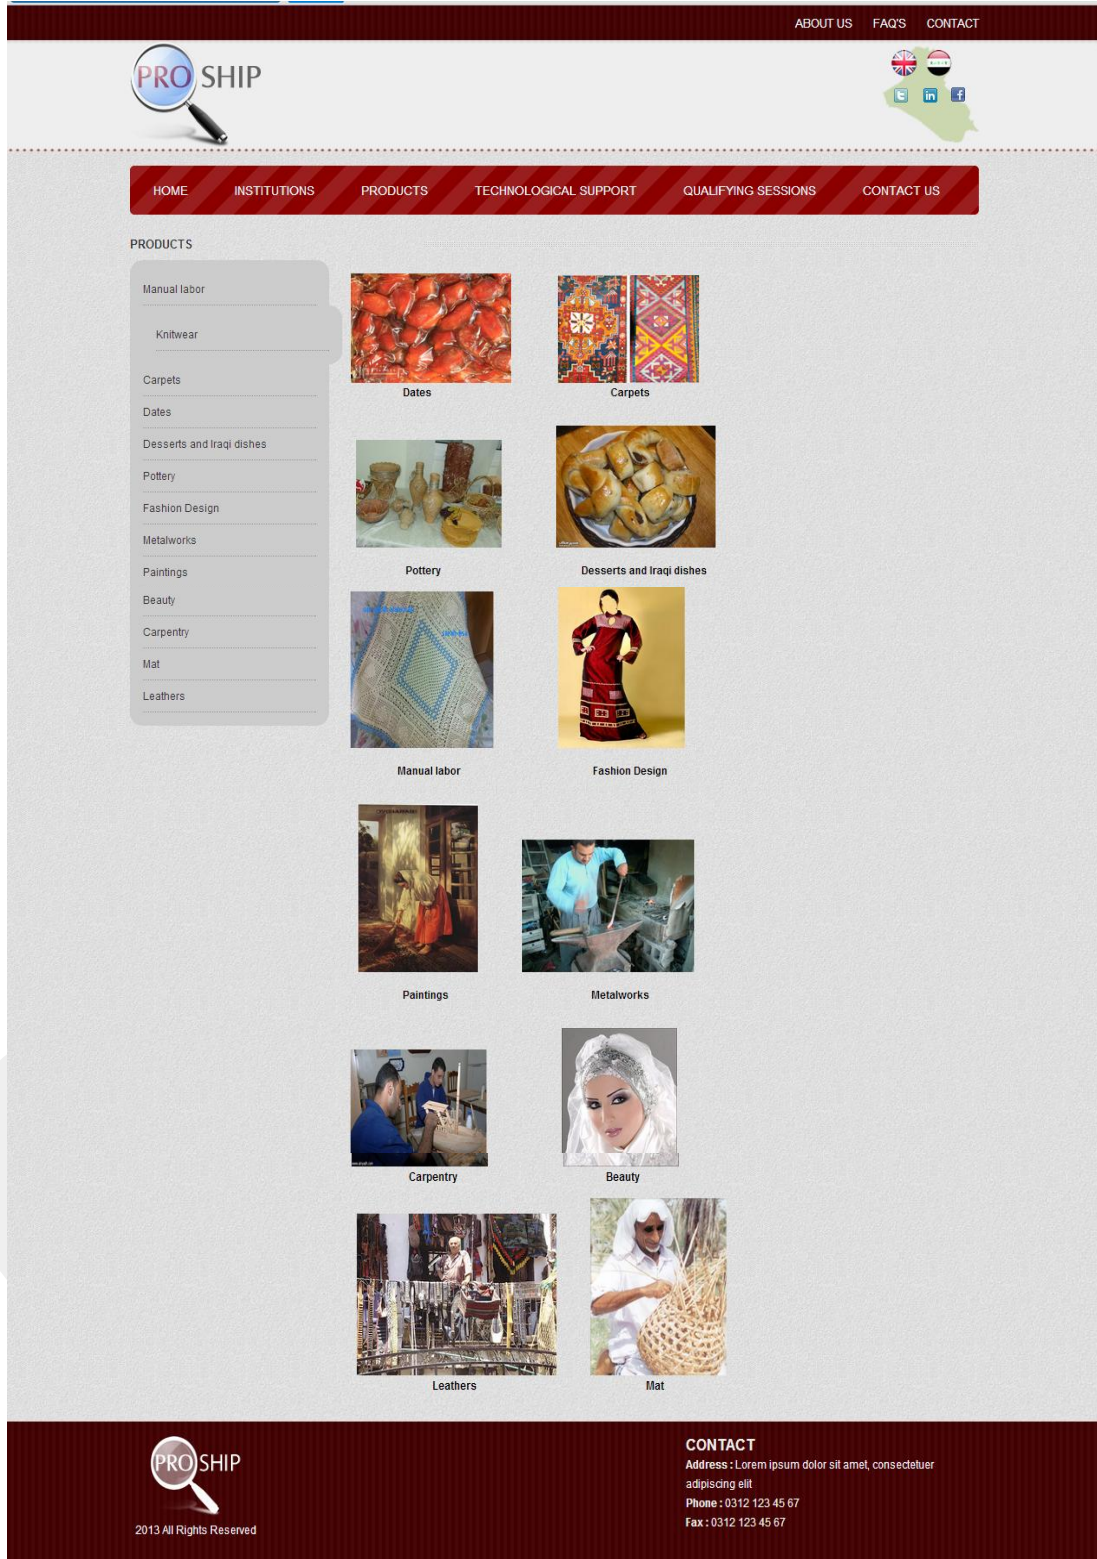 ABOUT US FAQ'S CONTACT
PRO SHIP
HOME INSTITUTIONS PRODUCTS TECHNOLOGICAL SUPPORT QUALIFYING SESSIONS CONTACT US
PRODUCTS
Manual labor
Knitwear
Carpets
Dates
Desserts and Iraqi dishes
Pottery
Fashion Design
Metalworks
Paintings
Beauty
Carpentry
Mat
Leathers
Dates Carpets
Pottery Desserts and Iraqi dishes
Manual labor Fashion Design
Paintings Metalworks
Carpentry Beauty
Leathers Mat
PRO SHIP
2013 All Rights Reserved
CONTACT
Address : Lorem ipsum dolor sit amet, consectetuer
adipiscing elit
Phone : 0312 123 45 67
Fax : 0312 123 45 67